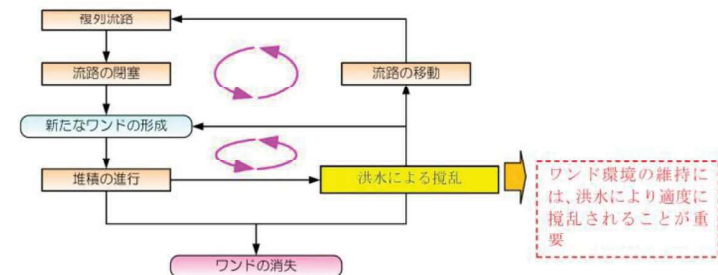 複列流路
流路の閉塞
流路の移動
新たなワンドの形成
堆積の進行
洪水による撹乱
ワンド環境の維持に
は、洪水により適度に
撹乱されることが重
要
ワンドの消失